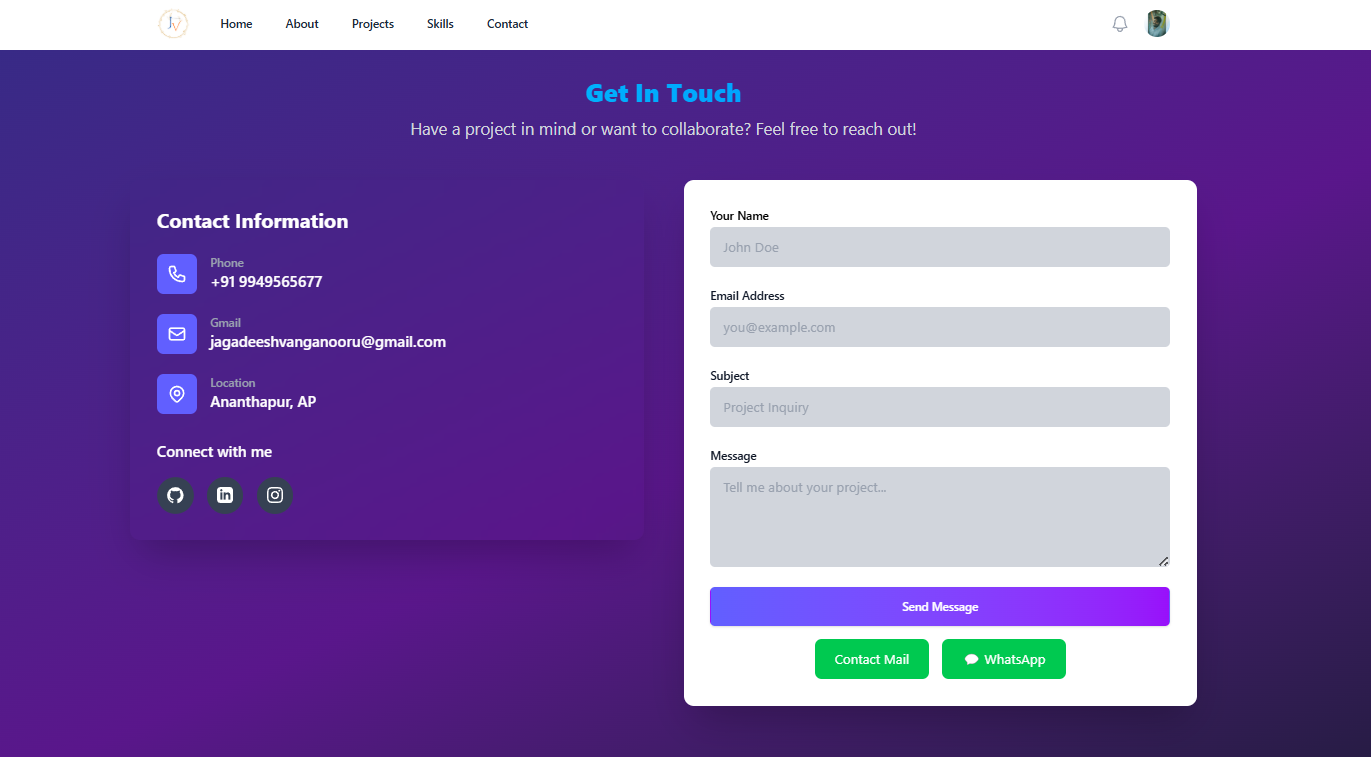 JV
Home
About
Projects
Skills
Contact
Get In Touch
Have a project in mind or want to collaborate? Feel free to reach out!
Contact Information
Phone
+91 9949565677
Gmail
jagadeeshvanganooru@gmail.com
Location
Ananthapur, AP
Connect with me
in
Your Name
John Doe
Email Address
you@example.com
Subject
Project Inquiry
Message
Tell me about your project...
Send Message
Contact Mail
WhatsApp